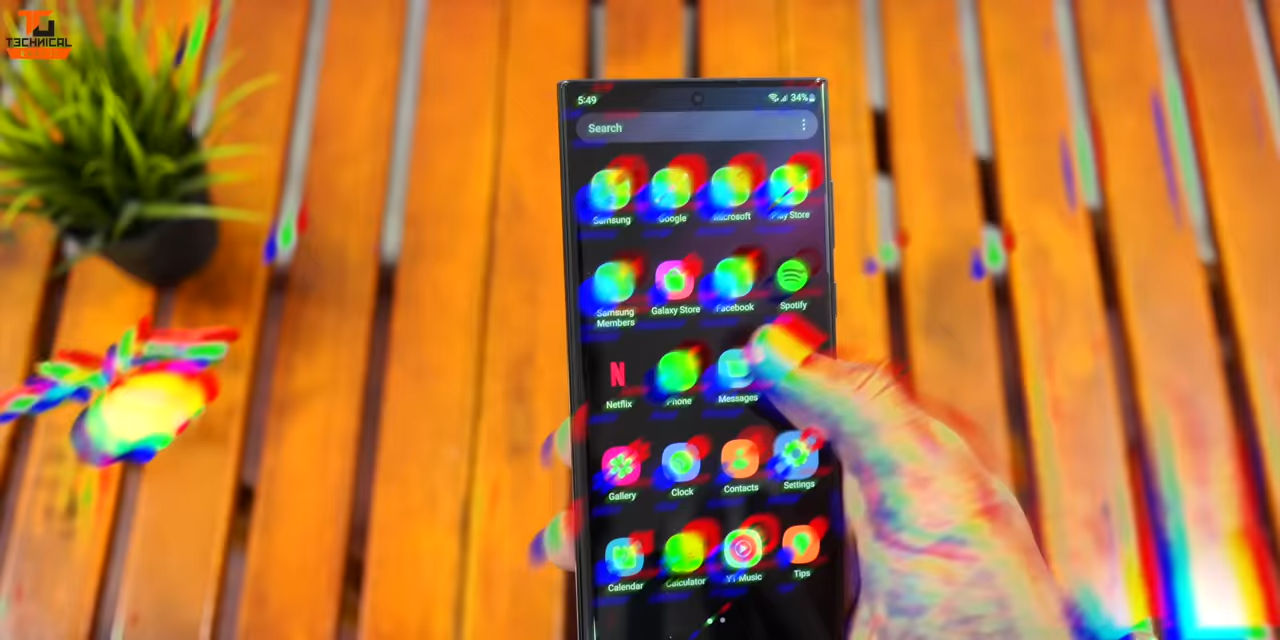 T3CHNICAL
5:49
34%
Search
Samsung
Google
Microsoft
Play Store
Samsung
Members
Galaxy Store
Facebook
Spotify
N
Netflix
Phone
Messages
Gallery
Clock
Contacts
Settings
Calendar
Calculator
YT Music
Tips